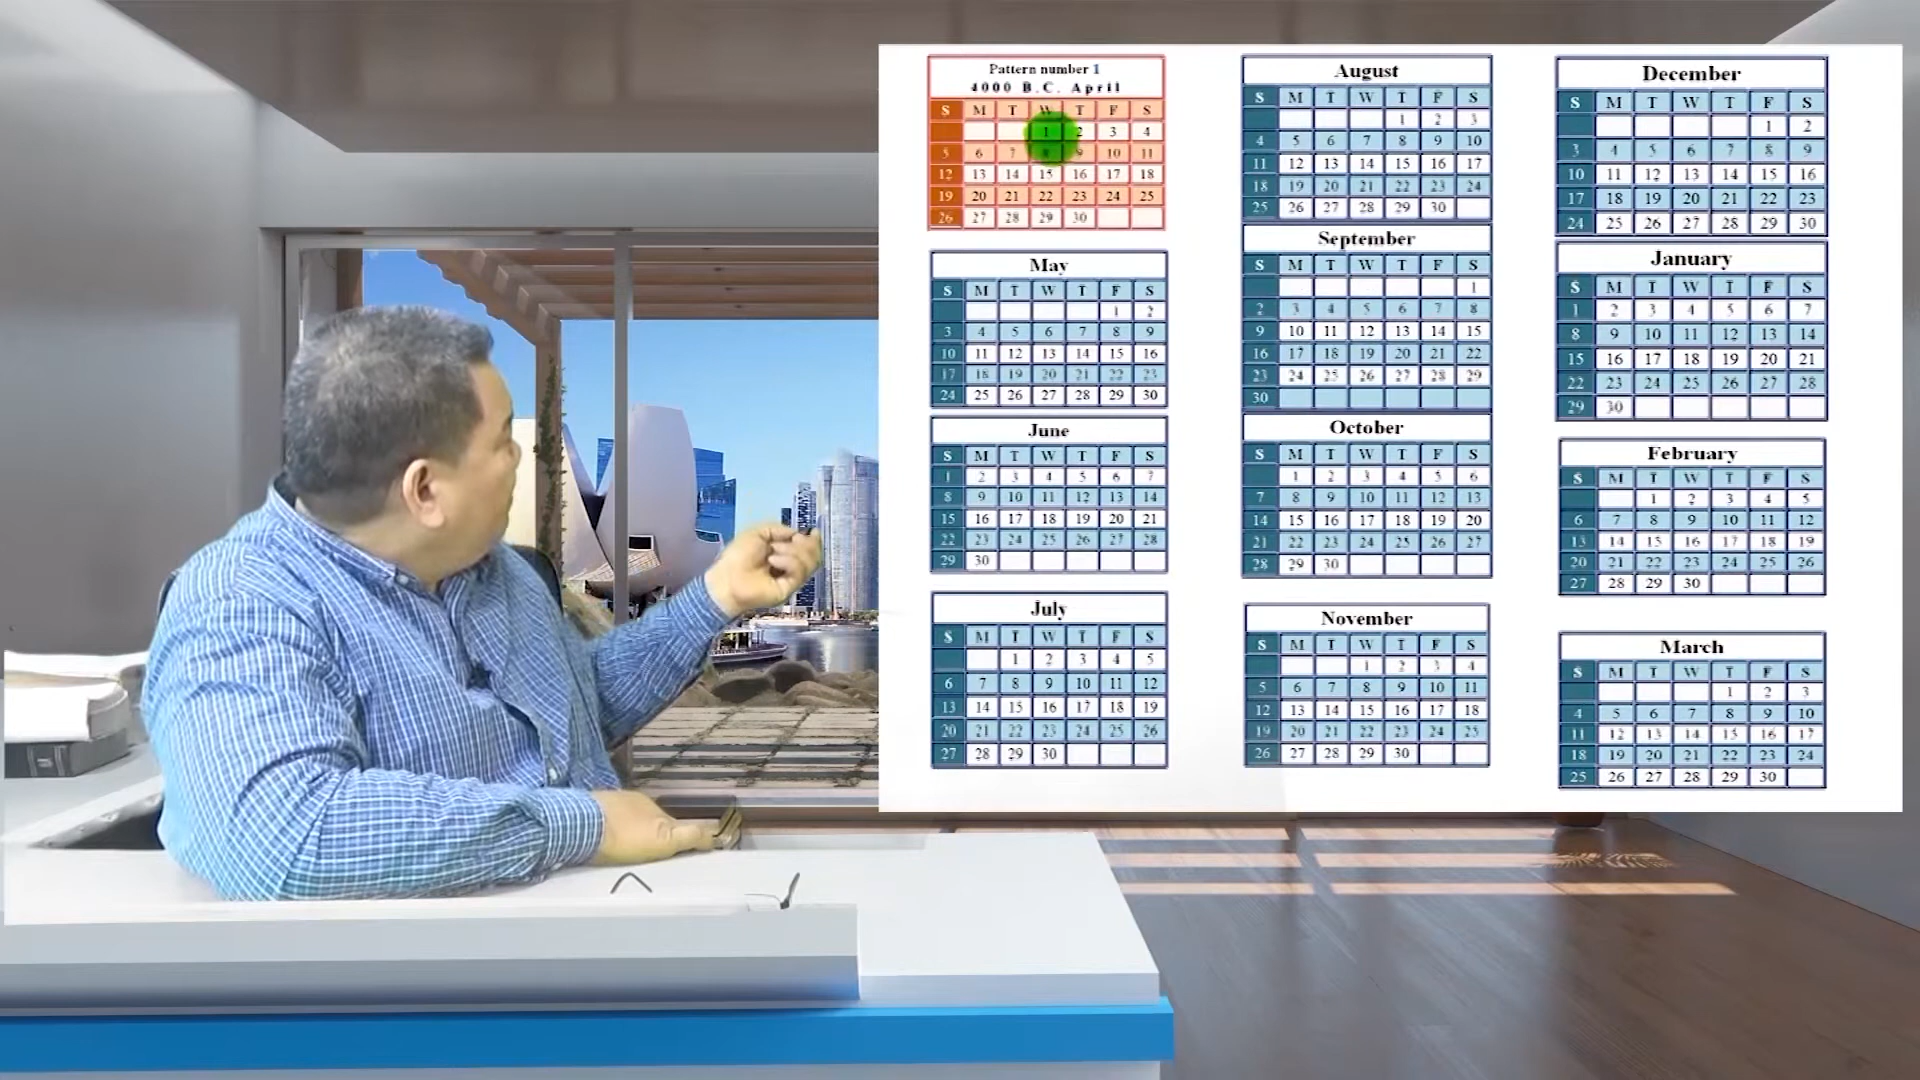 Pattern number 1
4000 B.C. April
S M T W T F S
1 2 3 4
5 6 7 8 9 10 11
12 13 14 15 16 17 18
19 20 21 22 23 24 25
26 27 28 29 30
May
S M T W T F S
1 2
3 4 5 6 7 8 9
10 11 12 13 14 15 16
17 18 19 20 21 22 23
24 25 26 27 28 29 30
June
S M T W T F S
1 2 3 4 5 6 7
8 9 10 11 12 13 14
15 16 17 18 19 20 21
22 23 24 25 26 27 28
29 30
July
S M T W T F S
1 2 3 4 5
6 7 8 9 10 11 12
13 14 15 16 17 18 19
20 21 22 23 24 25 26
27 28 29 30
August
S M T W T F S
1 2 3
4 5 6 7 8 9 10
11 12 13 14 15 16 17
18 19 20 21 22 23 24
25 26 27 28 29 30
September
S M T W T F S
1
2 3 4 5 6 7 8
9 10 11 12 13 14 15
16 17 18 19 20 21 22
23 24 25 26 27 28 29
30
October
S M T W T F S
1 2 3 4 5 6
7 8 9 10 11 12 13
14 15 16 17 18 19 20
21 22 23 24 25 26 27
28 29 30
November
S M T W T F S
1 2 3 4
5 6 7 8 9 10 11
12 13 14 15 16 17 18
19 20 21 22 23 24 25
26 27 28 29 30
December
S M T W T F S
1 2
3 4 5 6 7 8 9
10 11 12 13 14 15 16
17 18 19 20 21 22 23
24 25 26 27 28 29 30
January
S M T W T F S
1 2 3 4 5 6 7
8 9 10 11 12 13 14
15 16 17 18 19 20 21
22 23 24 25 26 27 28
29 30
February
S M T W T F S
1 2 3 4 5
6 7 8 9 10 11 12
13 14 15 16 17 18 19
20 21 22 23 24 25 26
27 28 29 30
March
S M T W T F S
1 2 3
4 5 6 7 8 9 10
11 12 13 14 15 16 17
18 19 20 21 22 23 24
25 26 27 28 29 30